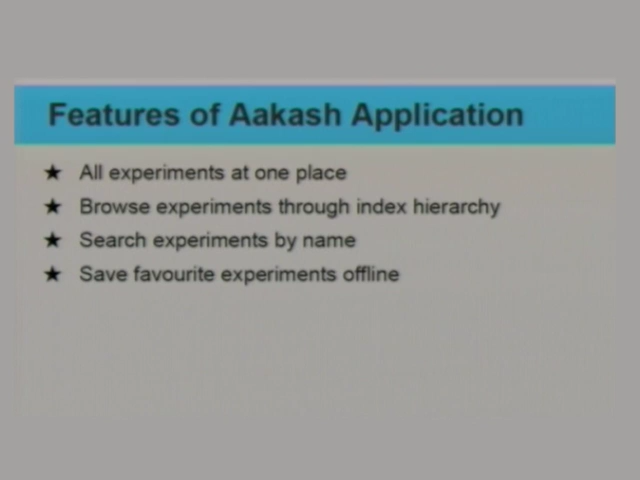 Features of Aakash Application
★ All experiments at one place
★ Browse experiments through index hierarchy
★ Search experiments by name
★ Save favourite experiments offline